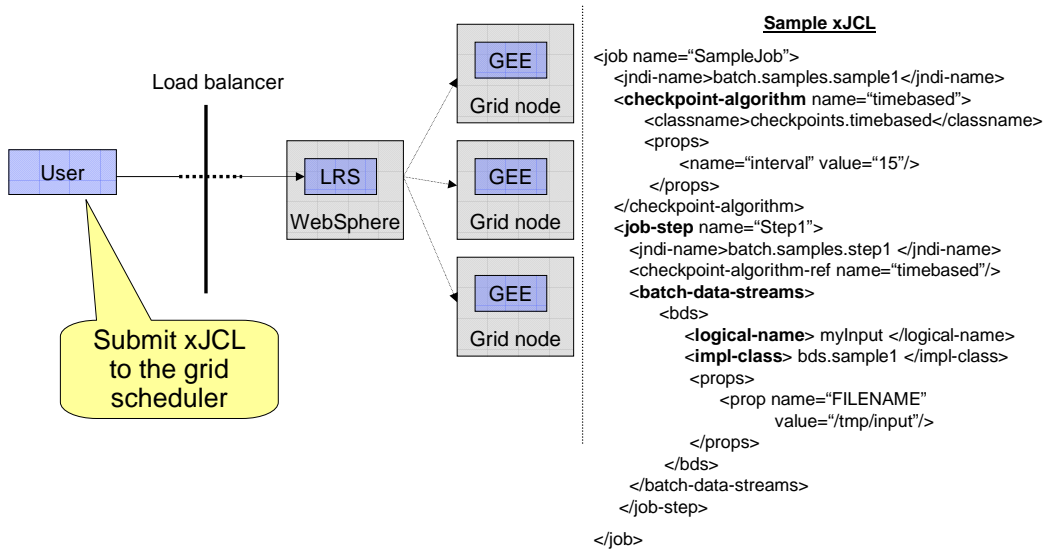 Load balancer
User
LRS
WebSphere
GEE
Grid node
GEE
Grid node
GEE
Grid node
Submit xJCL
to the grid
scheduler
Sample xJCL
<job name=“SampleJob”>
<jndi-name>batch.samples.sample1</jndi-name>
<checkpoint-algorithm name=“timebased”>
<classname>checkpoints.timebased</classname>
<props>
<name=“interval” value=“15”/>
</props>
</checkpoint-algorithm>
<job-step name=“Step1”>
<jndi-name>batch.samples.step1 </jndi-name>
<checkpoint-algorithm-ref name=“timebased”/>
<batch-data-streams>
<bds>
<logical-name> myInput </logical-name>
<impl-class> bds.sample1 </impl-class>
<props>
<prop name=“FILENAME”
value=“/tmp/input”/>
</props>
</bds>
</batch-data-streams>
</job-step>
</job>